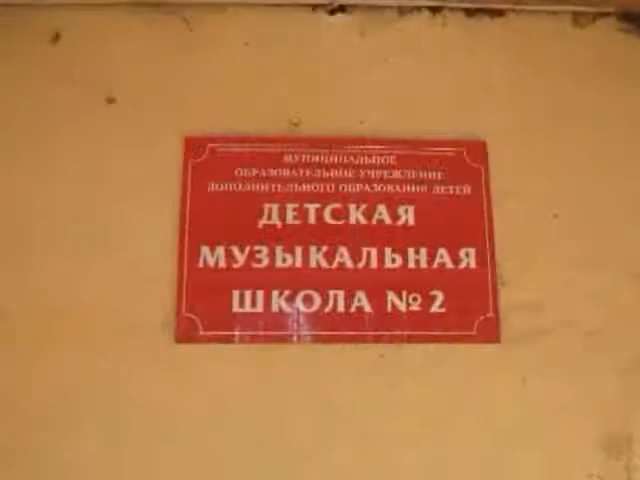 МУНИЦИПАЛЬНОЕ
ОБРАЗОВАТЕЛЬНОЕ УЧРЕЖДЕНИЕ
ДОПОЛНИТЕЛЬНОГО ОБРАЗОВАНИЯ ДЕТЕЙ
ДЕТСКАЯ
МУЗЫКАЛЬНАЯ
ШКОЛА №2